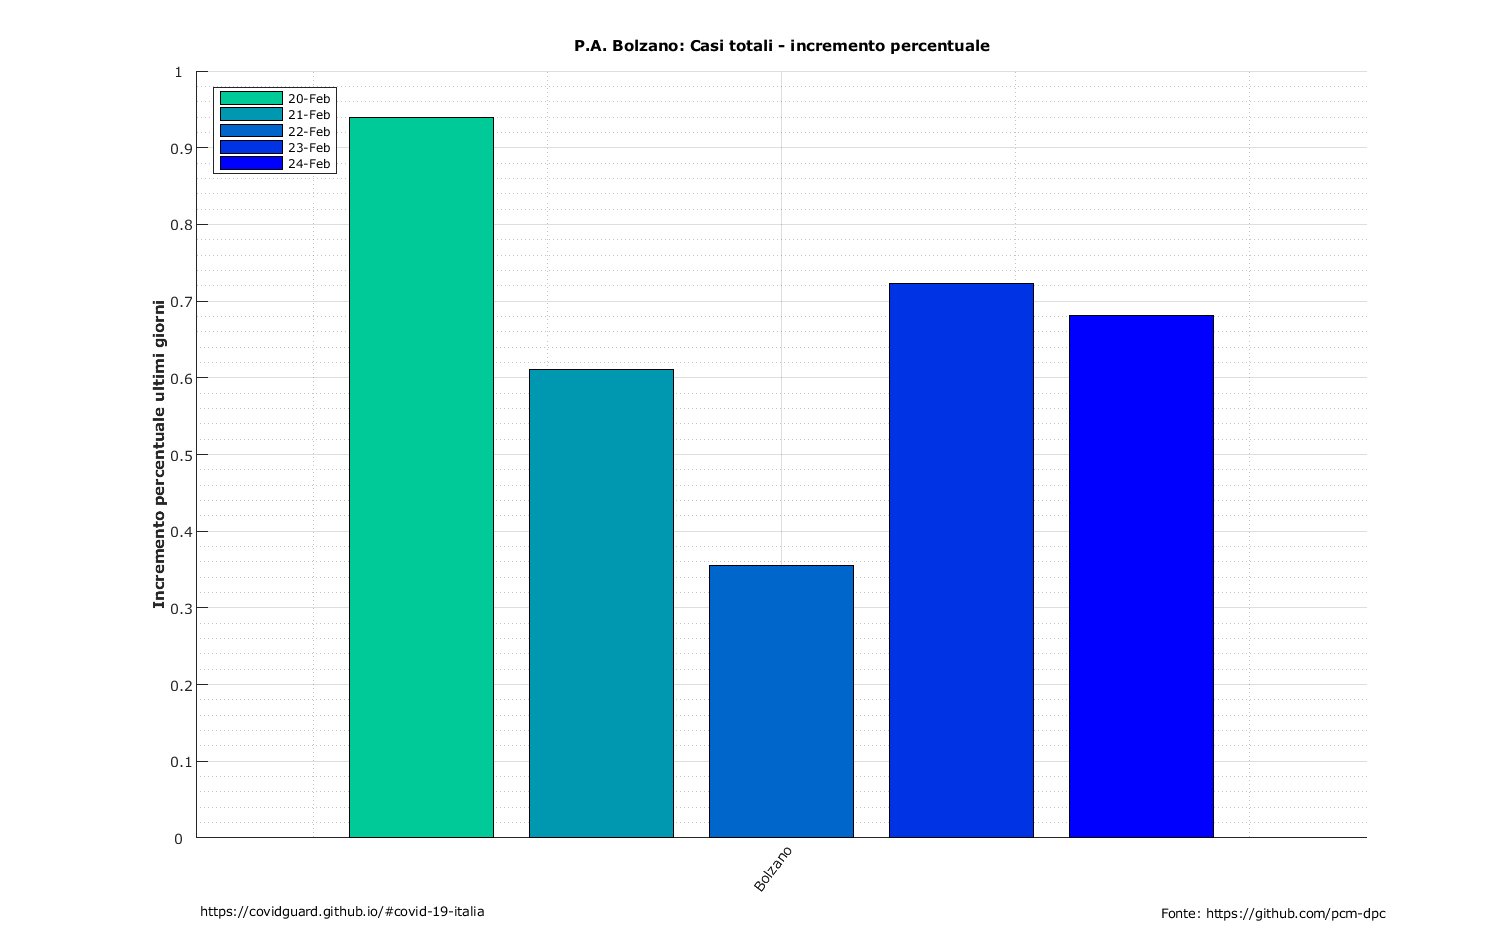 P.A. Bolzano: Casi totali - incremento percentuale
Incremento percentuale ultimi giorni
1
0.9
0.8
0.7
0.6
0.5
0.4
0.3
0.2
0.1
0
20-Feb
21-Feb
22-Feb
23-Feb
24-Feb
Bolzano
https://covidguard.github.io/#covid-19-italia
Fonte: https://github.com/pcm-dpc